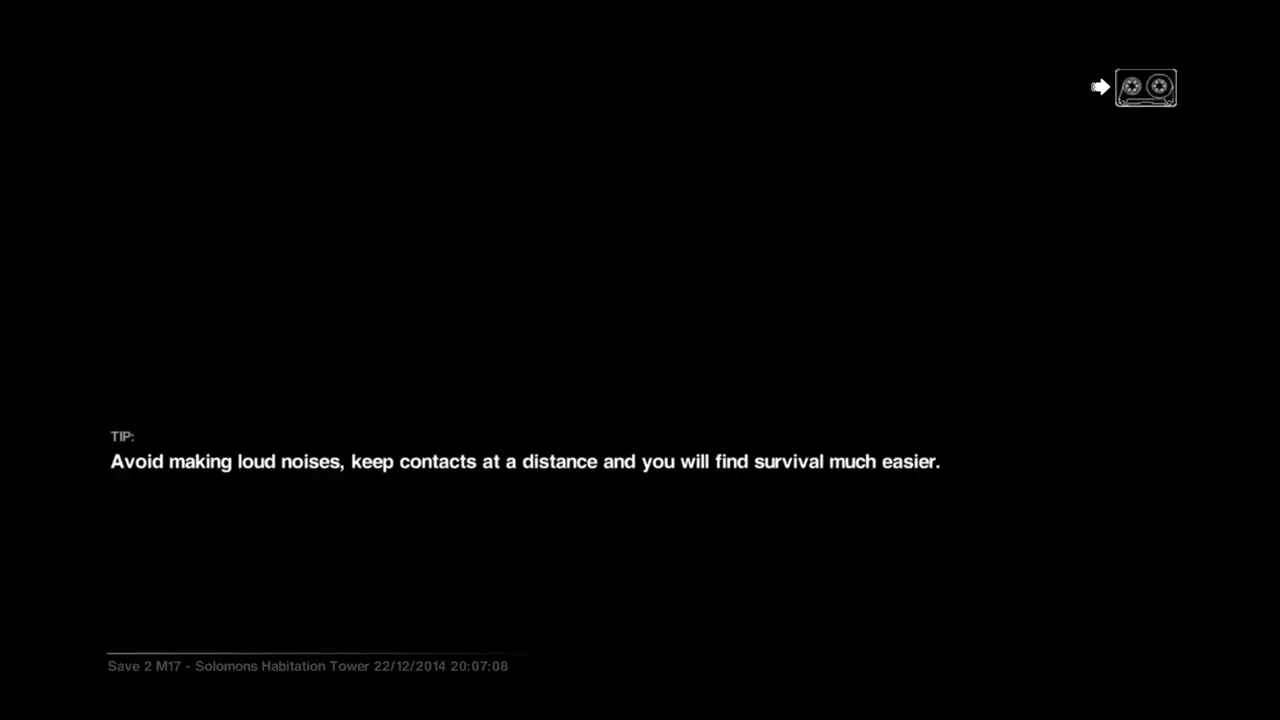 TIP:
Avoid making loud noises, keep contacts at a distance and you will find survival much easier.
Save 2 M17 - Solomons Habitation Tower 22/12/2014 20:07:08